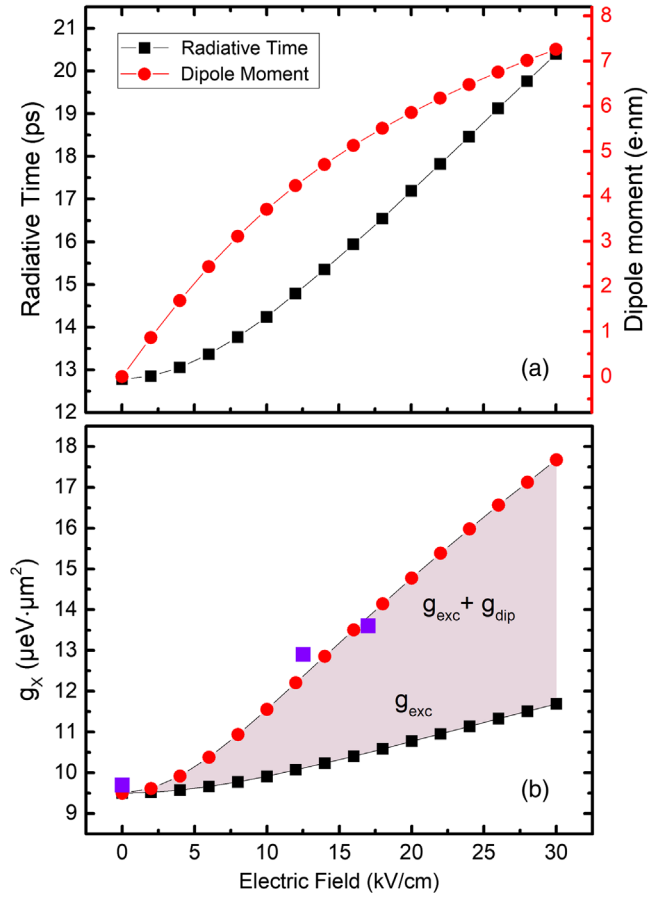 Radiative Time
Dipole Moment
21
20
19
18
17
16
15
14
13
12
Radiative Time (ps)
8
7
6
5
4
3
2
1
0
Dipole moment (e·nm)
(a)
18
17
16
15
14
13
12
11
10
9
gX (μeV·μm²)
gexc+ gdip
gexc
(b)
0 5 10 15 20 25 30
Electric Field (kV/cm)